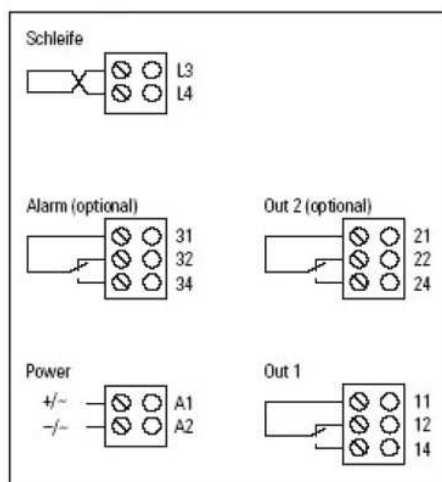 Schleife
L3
L4
Alarm (optional)
31
32
34
Out 2 (optional)
21
22
24
Power
+/~
A1
–/~
A2
Out 1
11
12
14